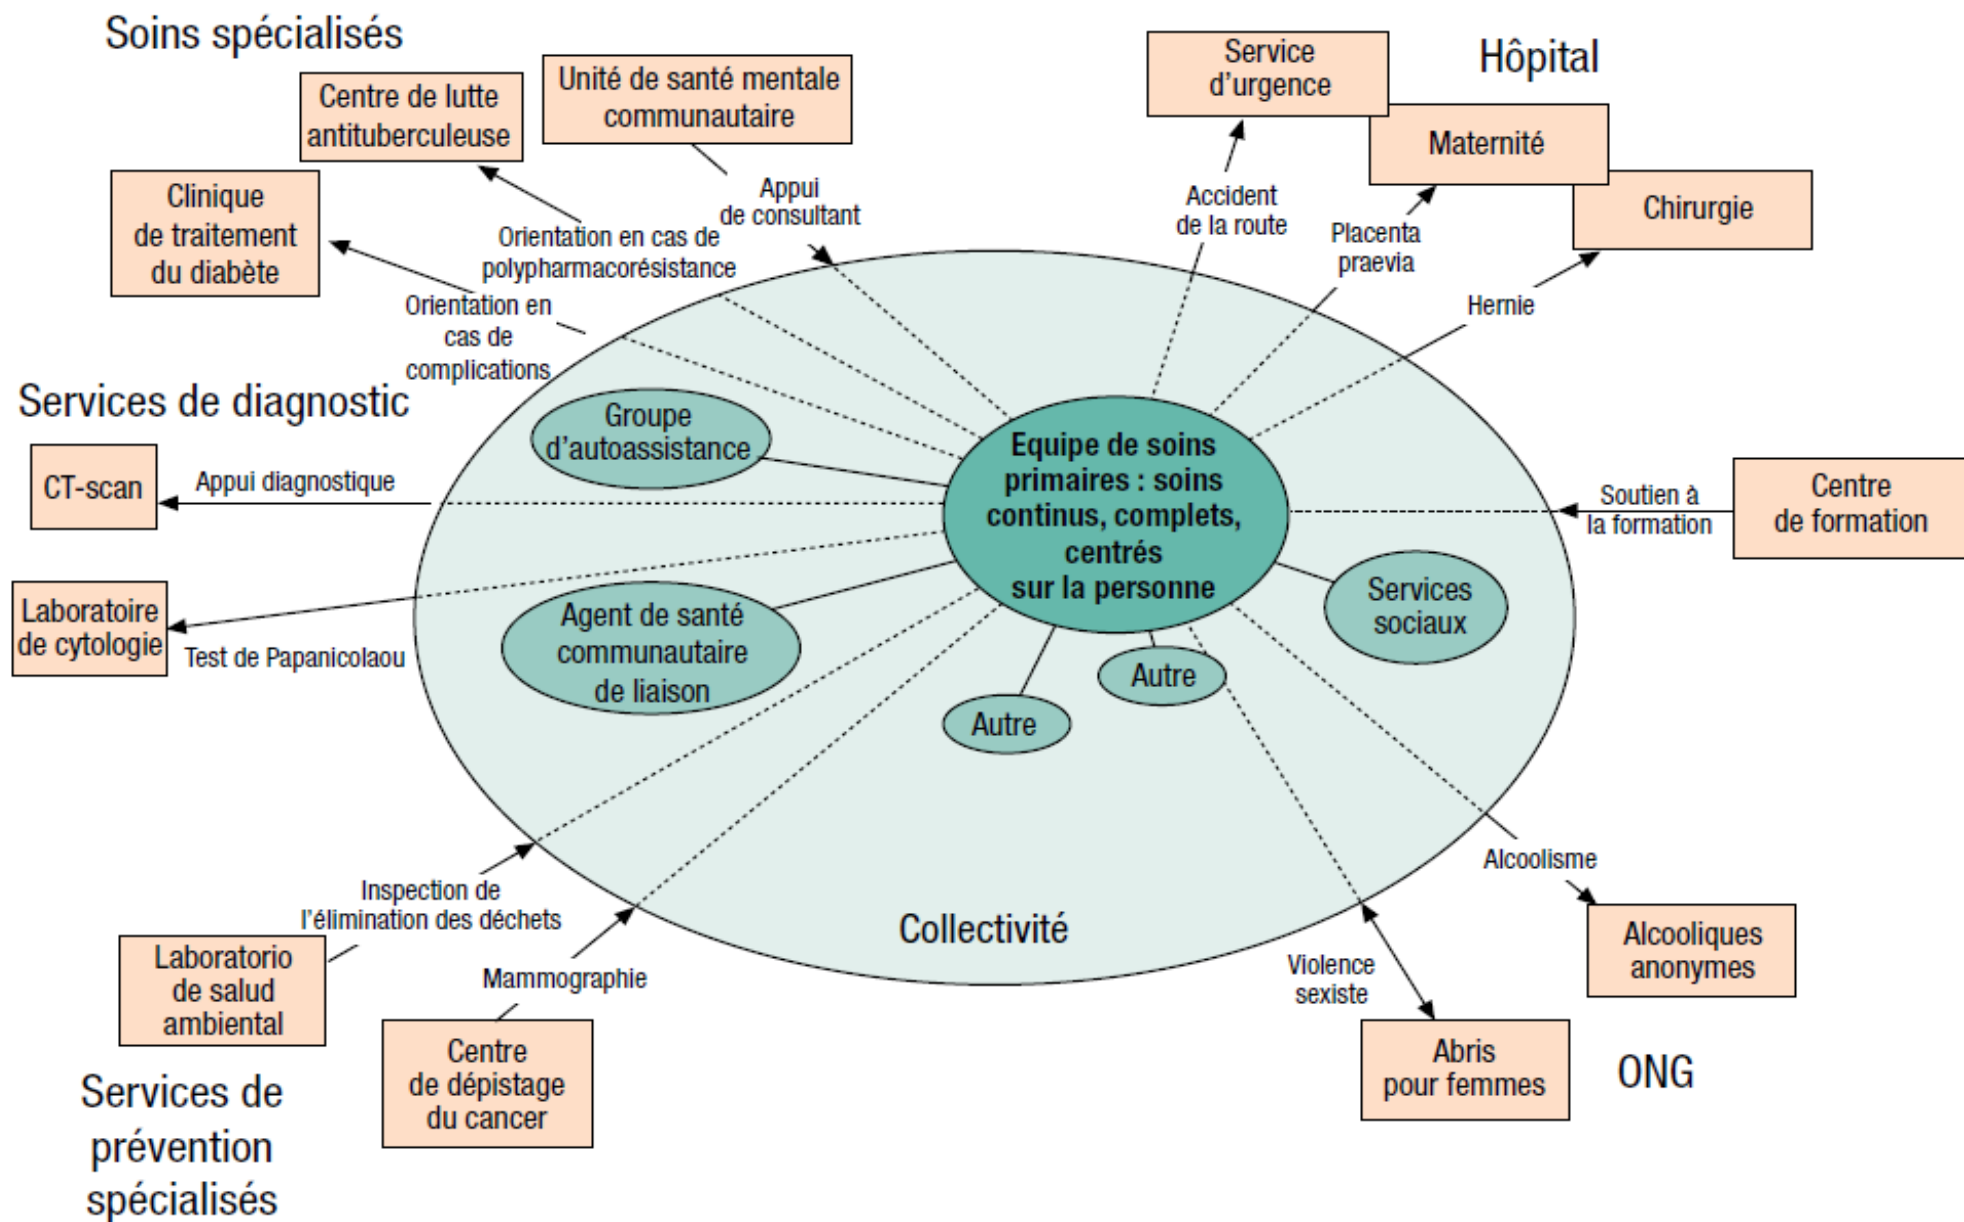 Soins spécialisés
Centre de lutte
antituberculeuse
Unité de santé mentale
communautaire
Clinique
de traitement
du diabète
Appui
de consultant
Orientation en cas de
polypharmacorésistance
Orientation en
cas de
complications
Hôpital
Service
d’urgence
Maternité
Chirurgie
Accident
de la route
Placenta
praevia
Hernie
Services de diagnostic
CT-scan
Appui diagnostique
Laboratoire
de cytologie
Test de Papanicolaou
Groupe
d’autoassistance
Equipe de soins
primaires : soins
continus, complets,
centrés
sur la personne
Agent de santé
communautaire
de liaison
Autre
Autre
Services
sociaux
Soutien à
la formation
Centre
de formation
Collectivité
Inspection de
l’élimination des déchets
Laboratorio
de salud
ambiental
Mammographie
Centre
de dépistage
du cancer
Services de
prévention
spécialisés
Alcoolisme
Alcooliques
anonymes
Violence
sexiste
Abris
pour femmes
ONG